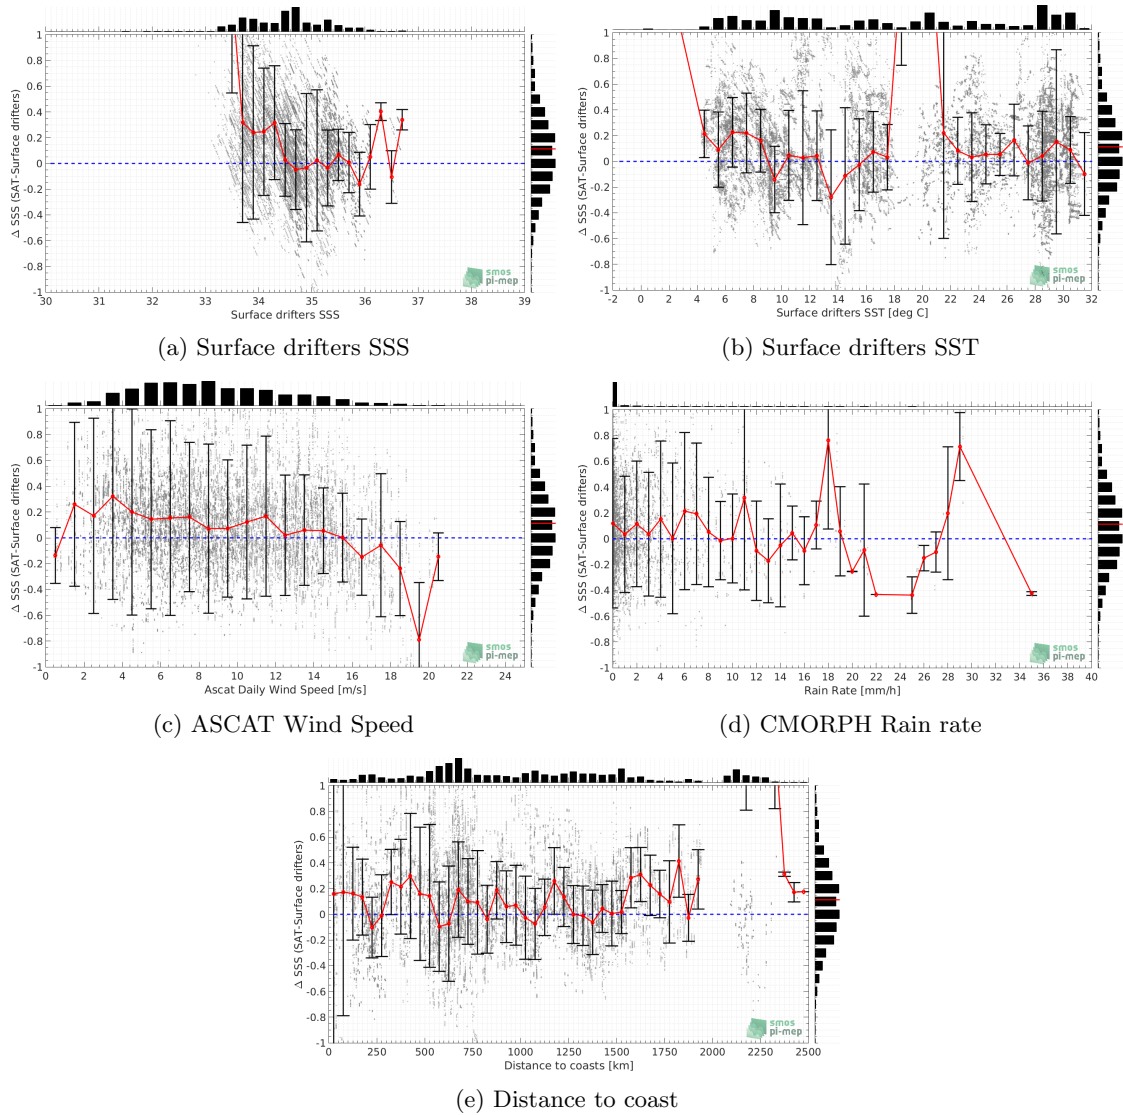 Δ SSS (SAT-Surface drifters)
1
0.8
0.6
0.4
0.2
0
-0.2
-0.4
-0.6
-0.8
-1
30 31 32 33 34 35 36 37 38 39
Surface drifters SSS
smos
pi-mep
(a) Surface drifters SSS
Δ SSS (SAT-Surface drifters)
1
0.8
0.6
0.4
0.2
0
-0.2
-0.4
-0.6
-0.8
-1
-2 0 2 4 6 8 10 12 14 16 18 20 22 24 26 28 30 32
Surface drifters SST [deg C]
smos
pi-mep
(b) Surface drifters SST
Δ SSS (SAT-Surface drifters)
1
0.8
0.6
0.4
0.2
0
-0.2
-0.4
-0.6
-0.8
-1
0 2 4 6 8 10 12 14 16 18 20 22 24
Ascat Daily Wind Speed [m/s]
smos
pi-mep
(c) ASCAT Wind Speed
Δ SSS (SAT-Surface drifters)
1
0.8
0.6
0.4
0.2
0
-0.2
-0.4
-0.6
-0.8
-1
0 2 4 6 8 10 12 14 16 18 20 22 24 26 28 30 32 34 36 38 40
Rain Rate [mm/h]
smos
pi-mep
(d) CMORPH Rain rate
Δ SSS (SAT-Surface drifters)
1
0.8
0.6
0.4
0.2
0
-0.2
-0.4
-0.6
-0.8
-1
0 250 500 750 1000 1250 1500 1750 2000 2250 2500
Distance to coasts [km]
smos
pi-mep
(e) Distance to coast